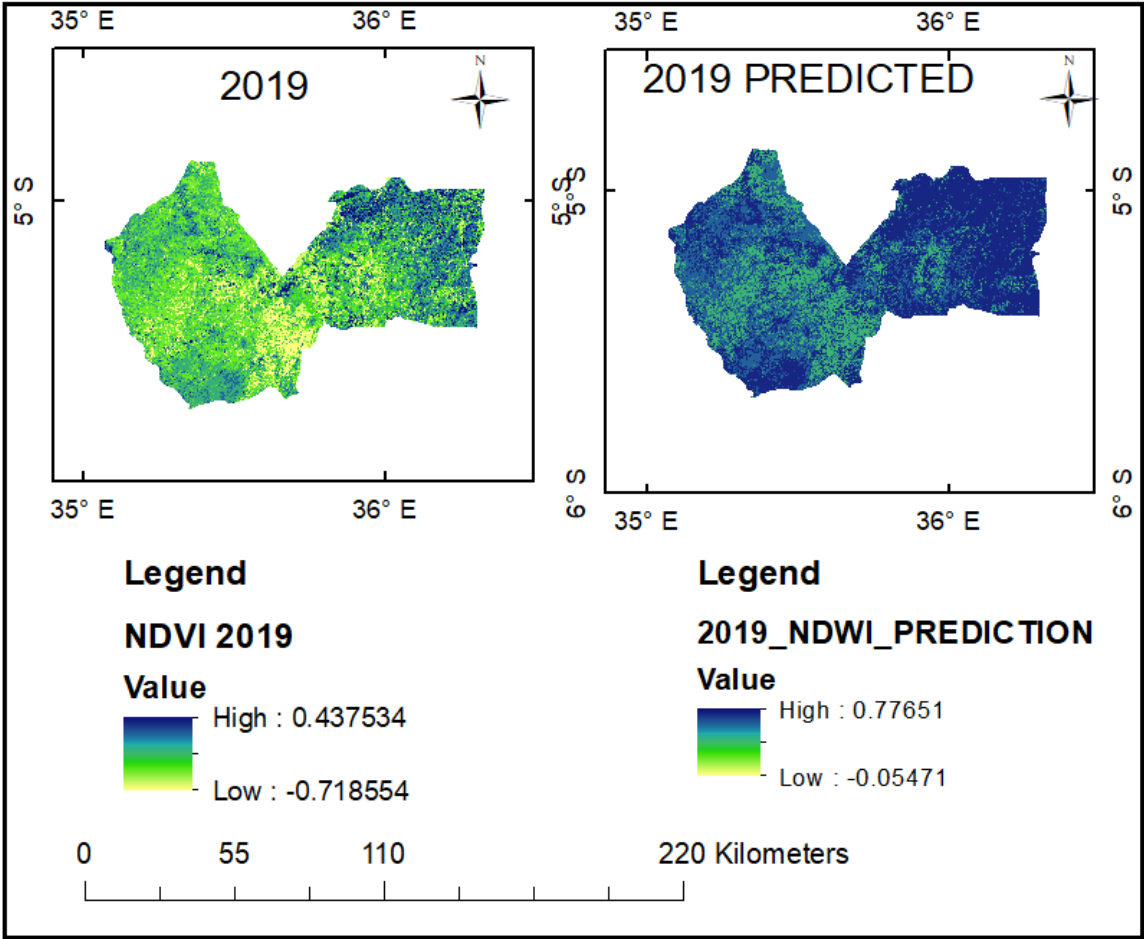 35° E 36° E 35° E 36° E
2019
N
2019 PREDICTED
N
5° S
5° S
5° S
5° S
6° S
6° S
35° E 36° E 35° E 36° E
Legend
NDVI 2019
Value
High : 0.437534
Low : -0.718554
Legend
2019_NDWI_PREDICTION
Value
High : 0.77651
Low : -0.05471
0 55 110 220 Kilometers